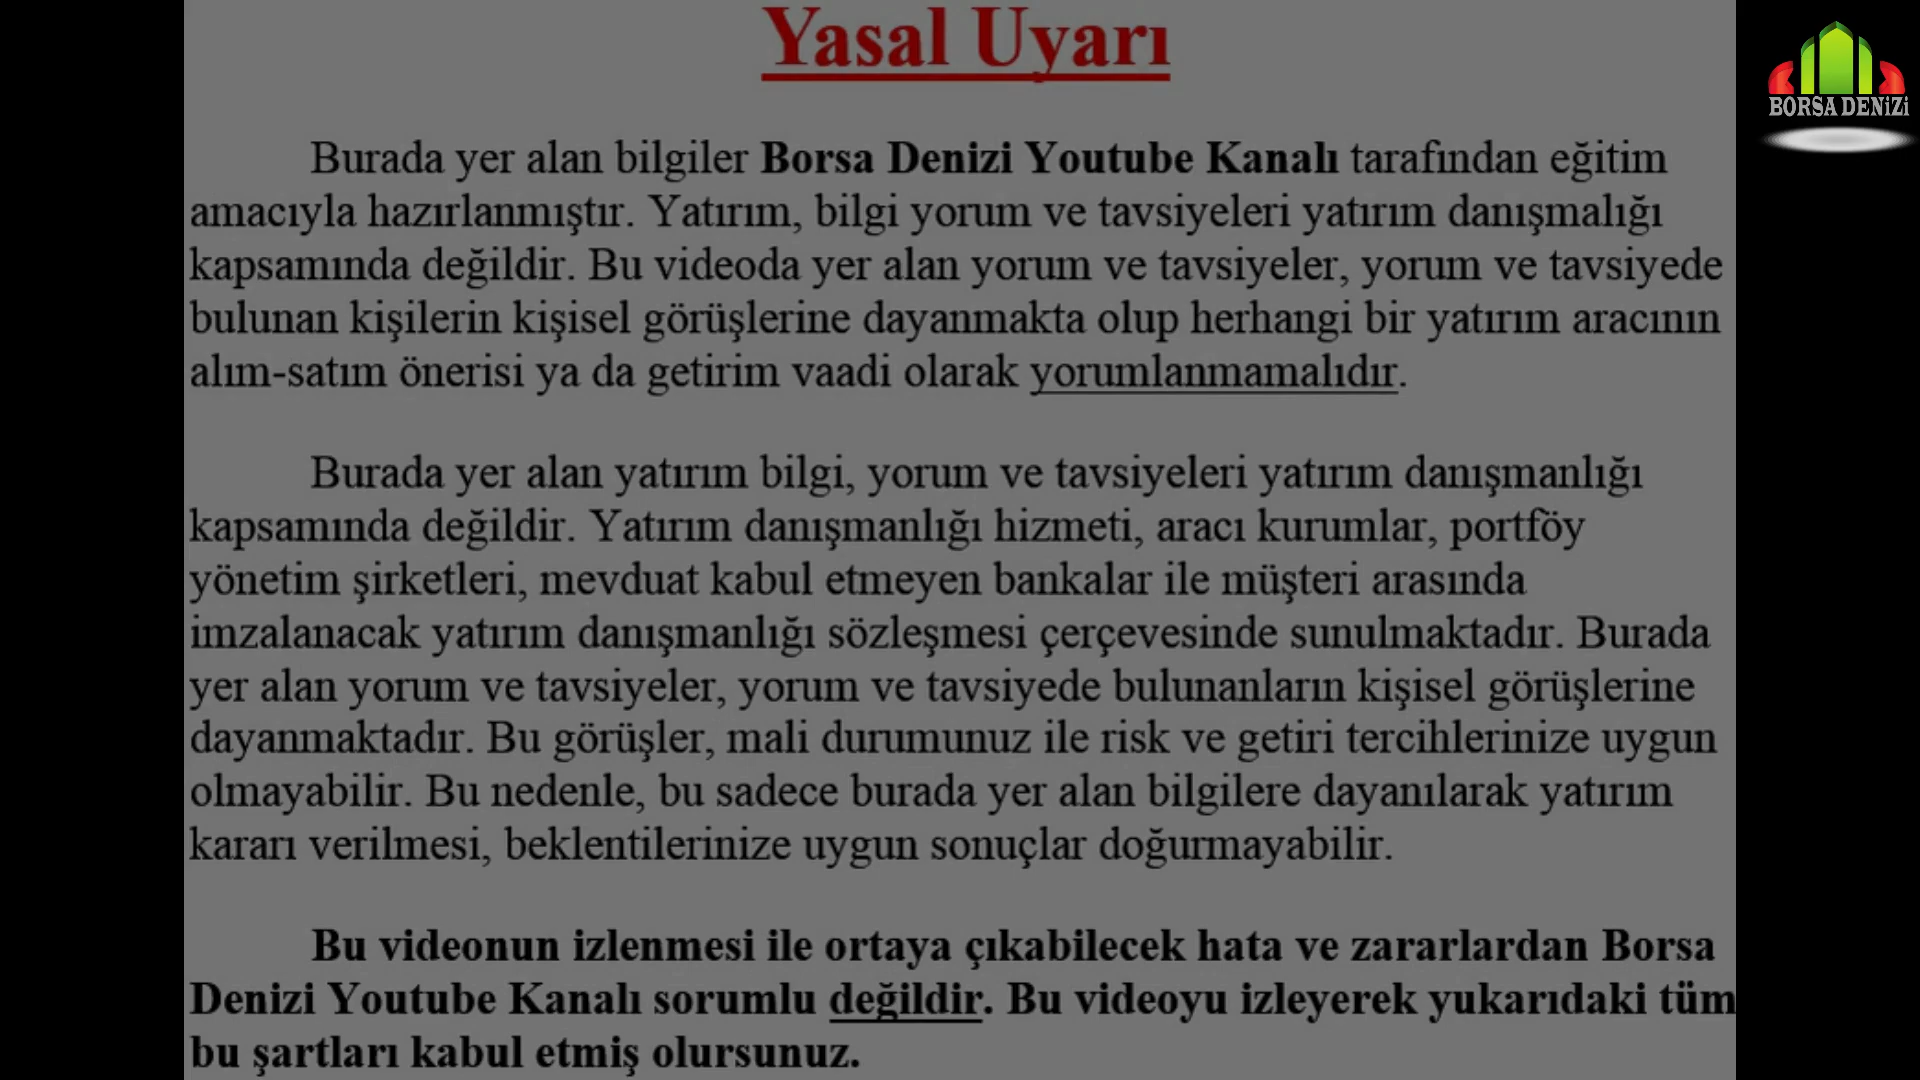 Yasal Uyarı
BORSA DENİZİ
Burada yer alan bilgiler Borsa Denizi Youtube Kanalı tarafından eğitim
amacıyla hazırlanmıştır. Yatırım, bilgi yorum ve tavsiyeleri yatırım danışmalığı
kapsamında değildir. Bu videoda yer alan yorum ve tavsiyeler, yorum ve tavsiyede
bulunan kişilerin kişisel görüşlerine dayanmakta olup herhangi bir yatırım aracının
alım-satım önerisi ya da getirim vaadi olarak yorumlanmamalıdır.
Burada yer alan yatırım bilgi, yorum ve tavsiyeleri yatırım danışmanlığı
kapsamında değildir. Yatırım danışmanlığı hizmeti, aracı kurumlar, portföy
yönetim şirketleri, mevduat kabul etmeyen bankalar ile müşteri arasında
imzalanacak yatırım danışmanlığı sözleşmesi çerçevesinde sunulmaktadır. Burada
yer alan yorum ve tavsiyeler, yorum ve tavsiyede bulunanların kişisel görüşlerine
dayanmaktadır. Bu görüşler, mali durumunuz ile risk ve getiri tercihlerinize uygun
olmayabilir. Bu nedenle, bu sadece burada yer alan bilgilere dayanılarak yatırım
kararı verilmesi, beklentilerinize uygun sonuçlar doğurmayabilir.
Bu videonun izlenmesi ile ortaya çıkabilecek hata ve zararlardan Borsa
Denizi Youtube Kanalı sorumlu değildir. Bu videoyu izleyerek yukarıdaki tüm
bu şartları kabul etmiş olursunuz.